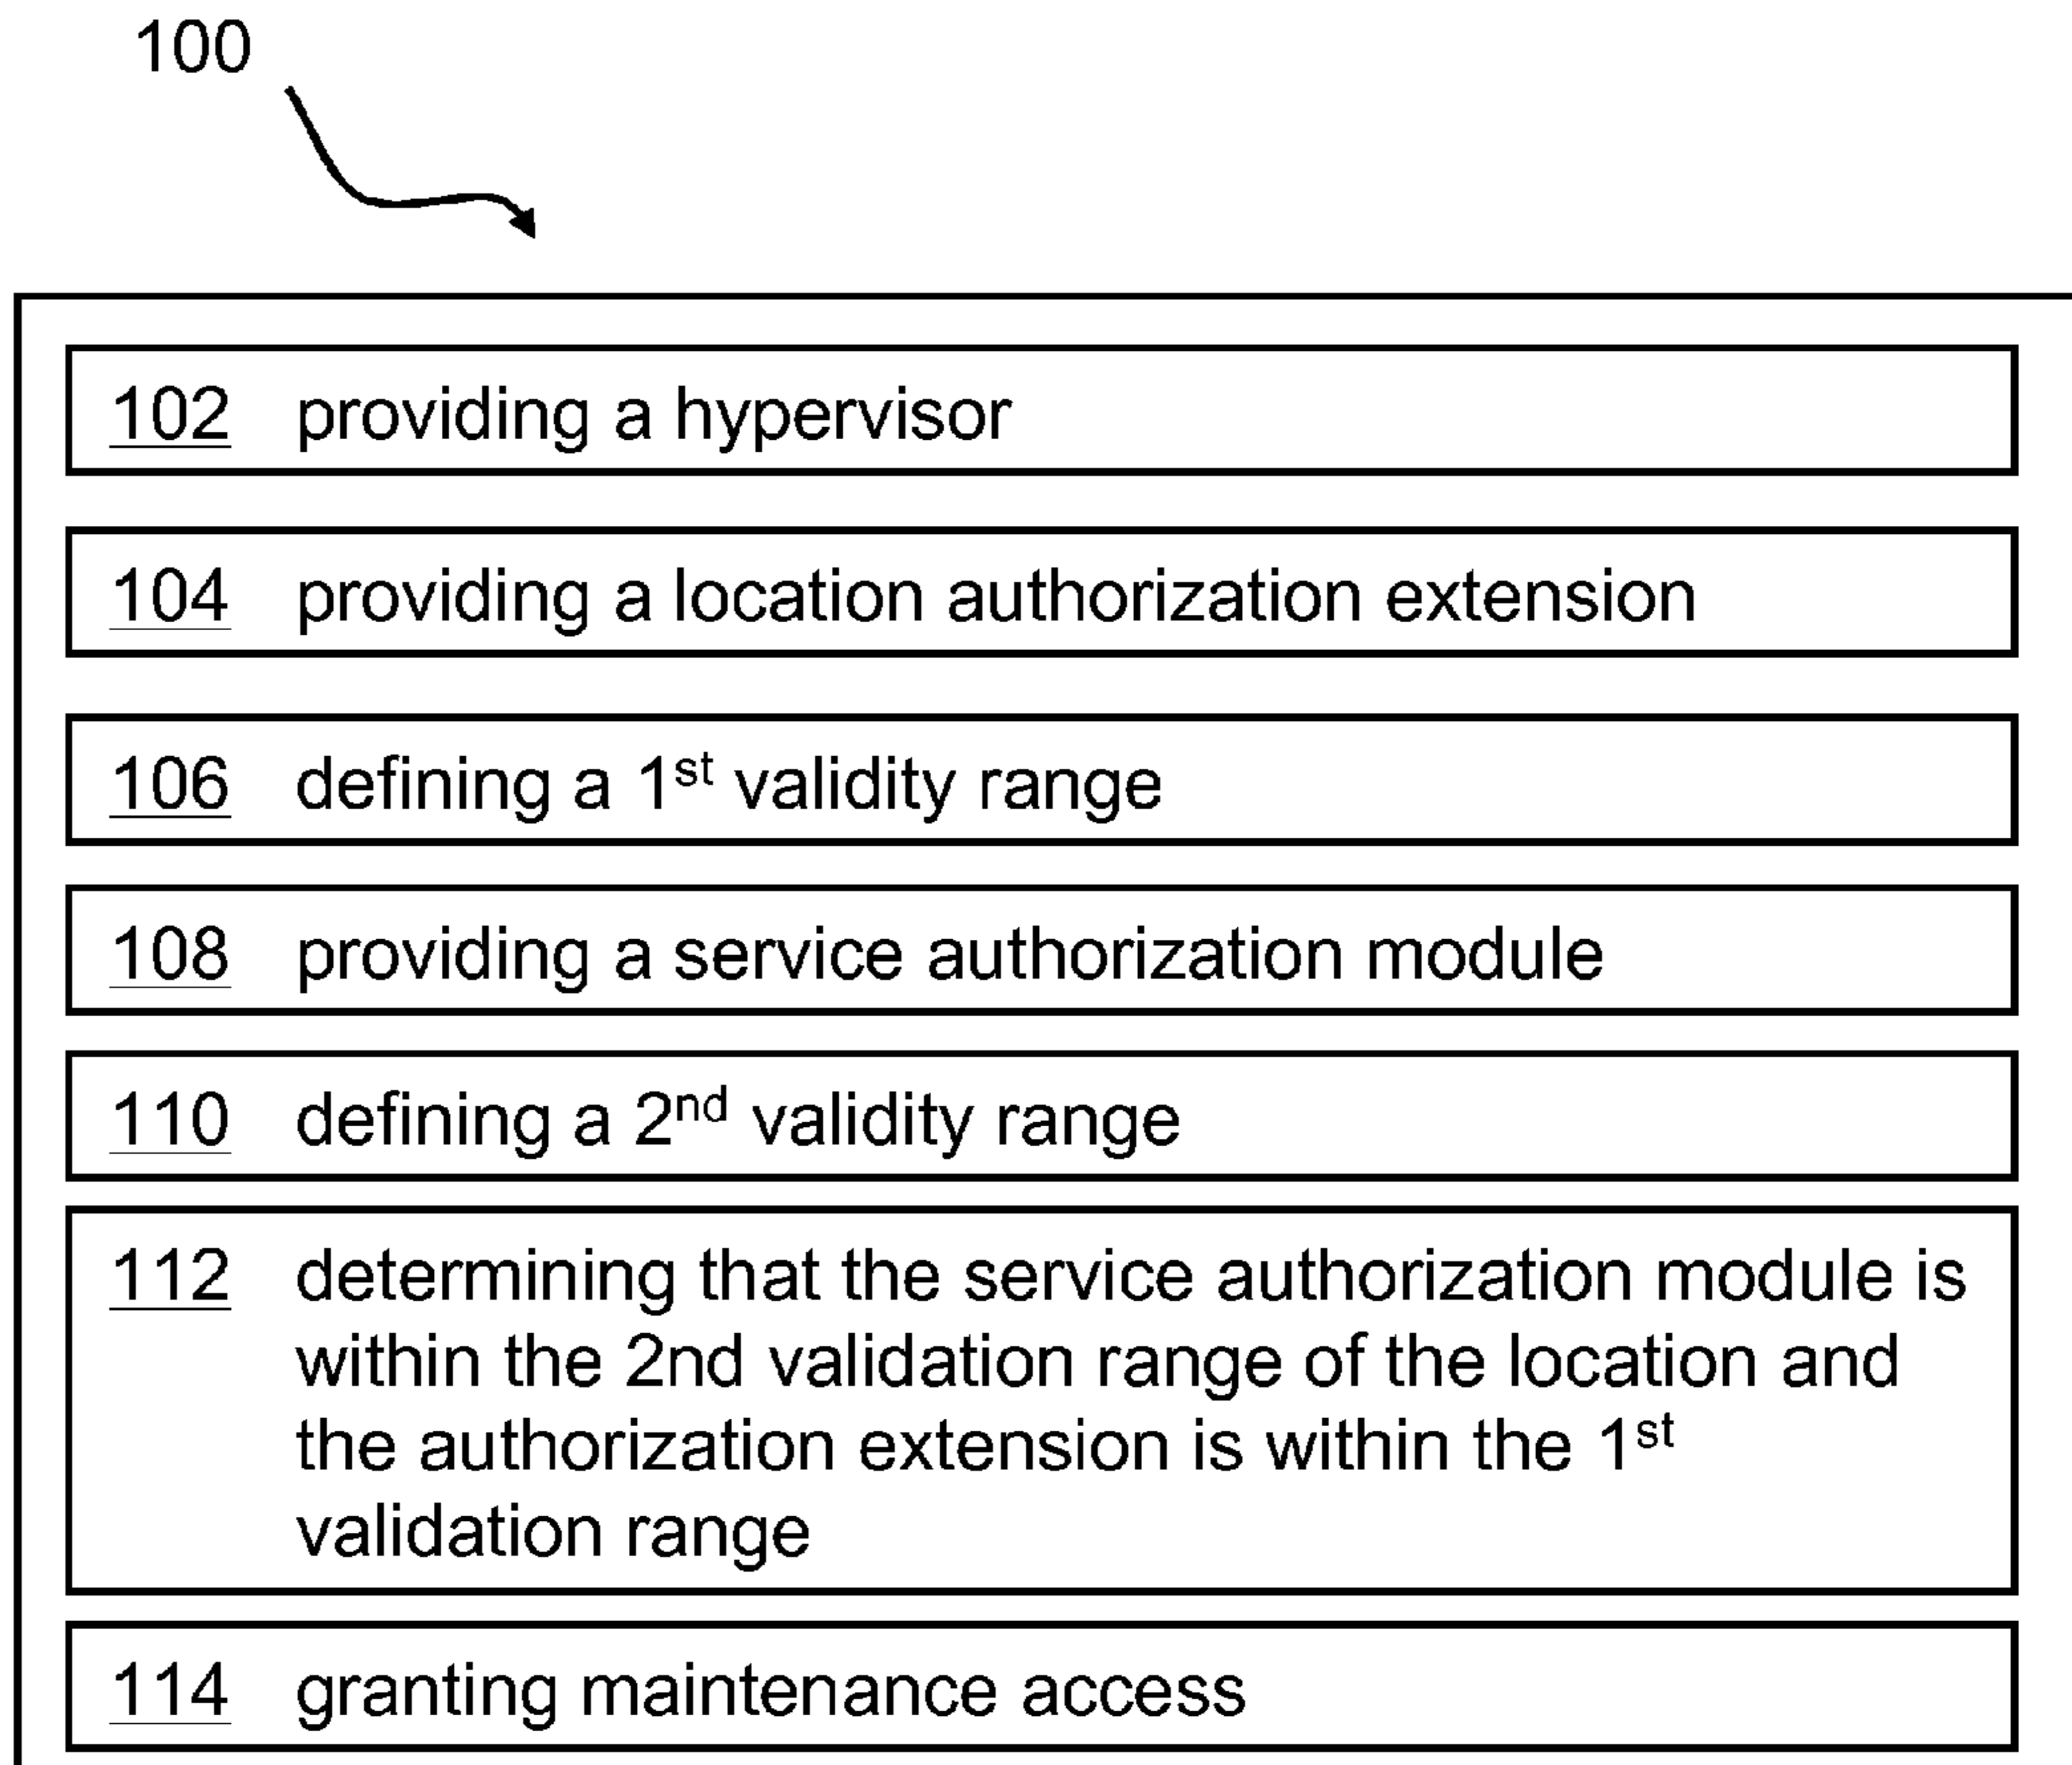 100
102 providing a hypervisor
104 providing a location authorization extension
106 defining a 1st validity range
108 providing a service authorization module
110 defining a 2nd validity range
112 determining that the service authorization module is
within the 2nd validation range of the location and
the authorization extension is within the 1st
validation range
114 granting maintenance access